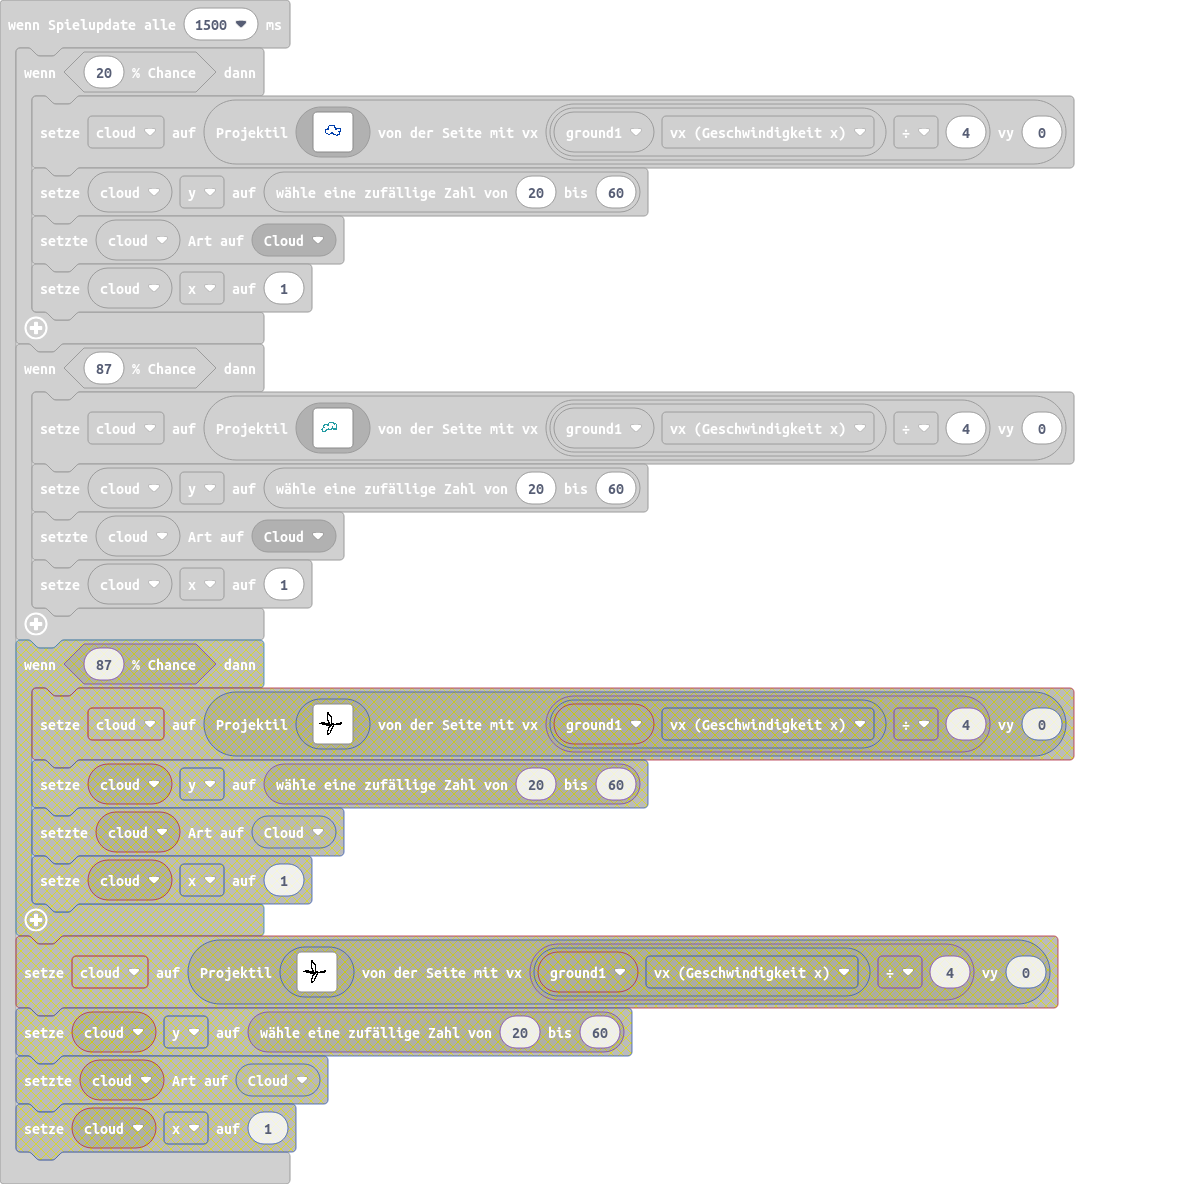 wenn Spielupdate alle 1500 ms
wenn 20 % Chance dann
setze cloud auf Projektil von der Seite mit vx ground1 vx (Geschwindigkeit x) ÷ 4 vy 0
setze cloud y auf wähle eine zufällige Zahl von 20 bis 60
setzte cloud Art auf Cloud
setze cloud x auf 1
wenn 87 % Chance dann
setze cloud auf Projektil von der Seite mit vx ground1 vx (Geschwindigkeit x) ÷ 4 vy 0
setze cloud y auf wähle eine zufällige Zahl von 20 bis 60
setzte cloud Art auf Cloud
setze cloud x auf 1
wenn 87 % Chance dann
setze cloud auf Projektil von der Seite mit vx ground1 vx (Geschwindigkeit x) ÷ 4 vy 0
setze cloud y auf wähle eine zufällige Zahl von 20 bis 60
setzte cloud Art auf Cloud
setze cloud x auf 1
setze cloud auf Projektil von der Seite mit vx ground1 vx (Geschwindigkeit x) ÷ 4 vy 0
setze cloud y auf wähle eine zufällige Zahl von 20 bis 60
setzte cloud Art auf Cloud
setze cloud x auf 1